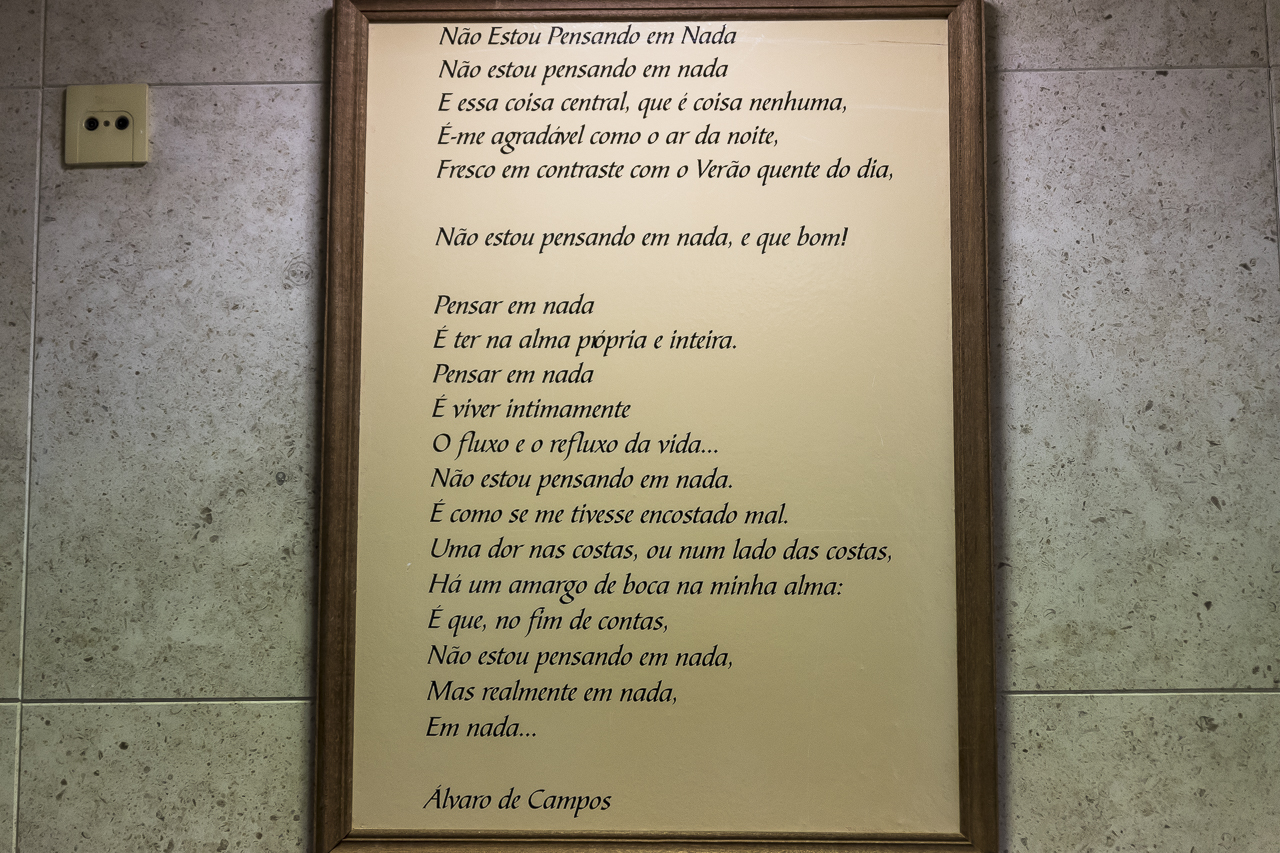 Não Estou Pensando em Nada
Não estou pensando em nada
E essa coisa central, que é coisa nenhuma,
É-me agradável como o ar da noite,
Fresco em contraste com o Verão quente do dia,
Não estou pensando em nada, e que bom!
Pensar em nada
É ter na alma própria e inteira.
Pensar em nada
É viver intimamente
O fluxo e o refluxo da vida...
Não estou pensando em nada.
É como se me tivesse encostado mal.
Uma dor nas costas, ou num lado das costas,
Há um amargo de boca na minha alma:
É que, no fim de contas,
Não estou pensando em nada,
Mas realmente em nada,
Em nada...
Álvaro de Campos